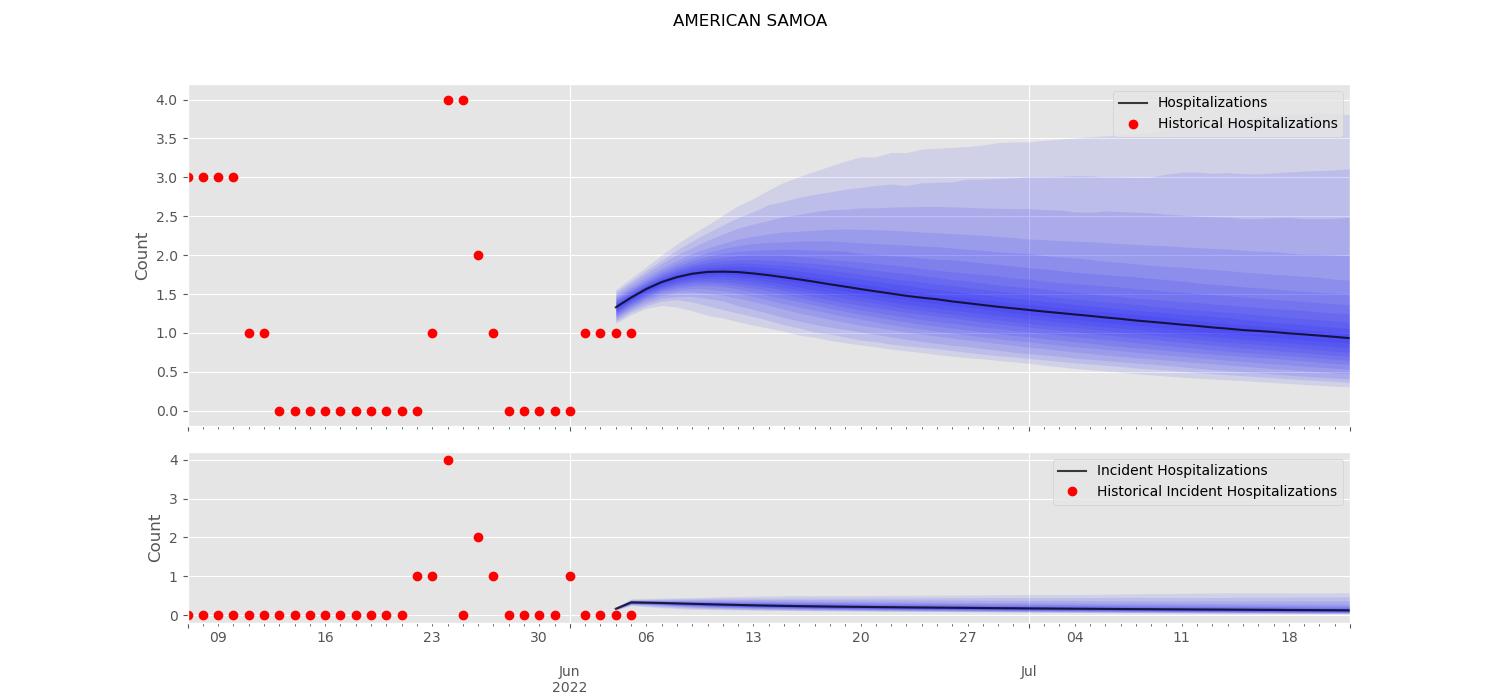 AMERICAN SAMOA
4.0
3.5
3.0
2.5
2.0
1.5
1.0
0.5
0.0
Count
Hospitalizations
Historical Hospitalizations
4
3
2
1
0
Count
Incident Hospitalizations
Historical Incident Hospitalizations
09 16 23 30 06 13 20 27 04 11 18
Jun Jul
2022